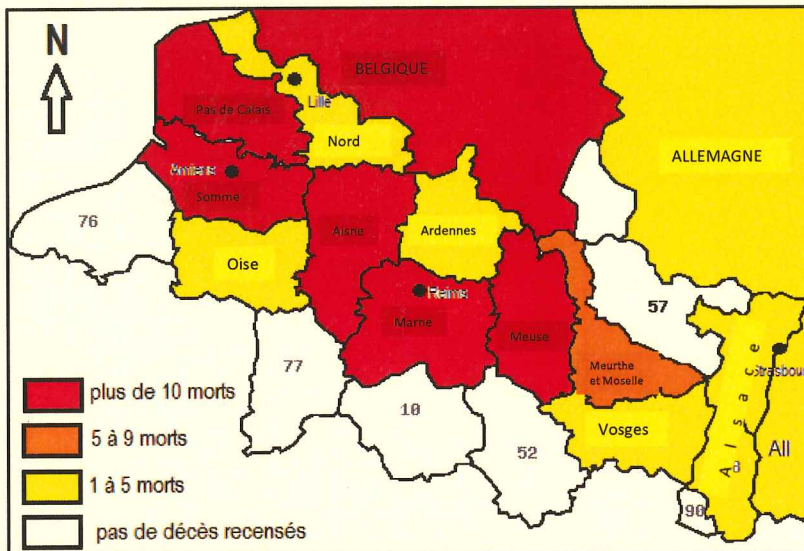 N
BELGIQUE
Pas de Calais
Lille
Nord
ALLEMAGNE
Amiens
Somme
76
Aisne
Ardennes
Oise
Reims
Marne
Meuse
57
Meurthe
et Moselle
Strasbour
Alsace
77
10
52
Vosges
All
90
plus de 10 morts
5 à 9 morts
1 à 5 morts
pas de décès recensés